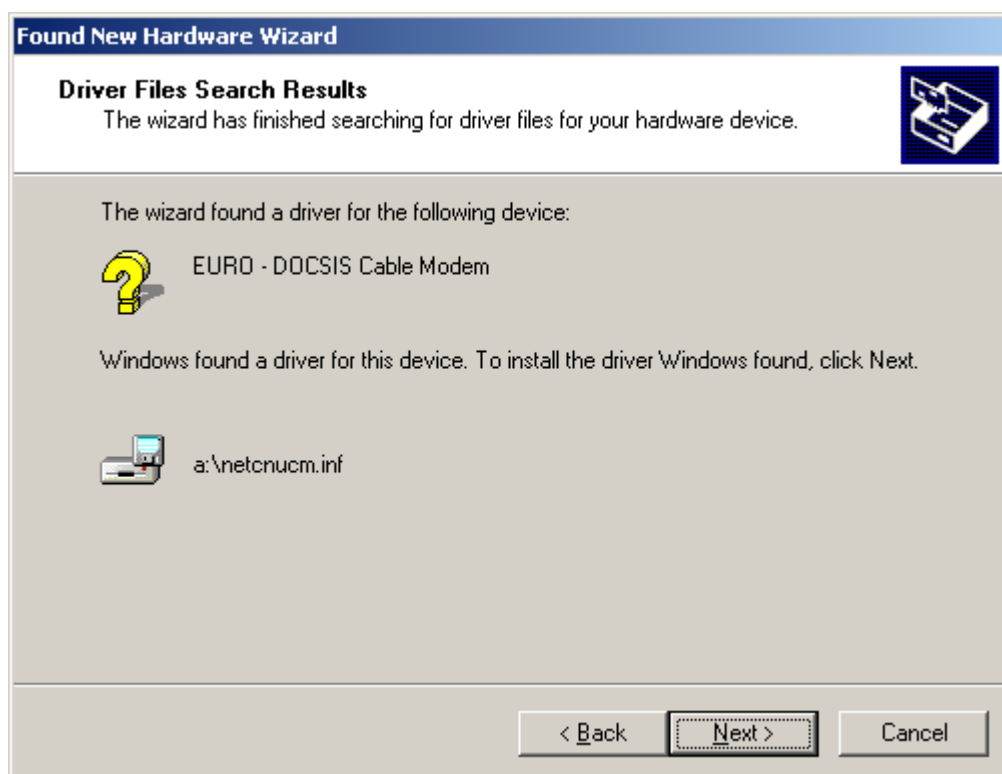 Found New Hardware Wizard
Driver Files Search Results
The wizard has finished searching for driver files for your hardware device.
The wizard found a driver for the following device:
EURO - DOCSIS Cable Modem
Windows found a driver for this device. To install the driver Windows found, click Next.
a:\netcnucm.inf
< Back Next > Cancel